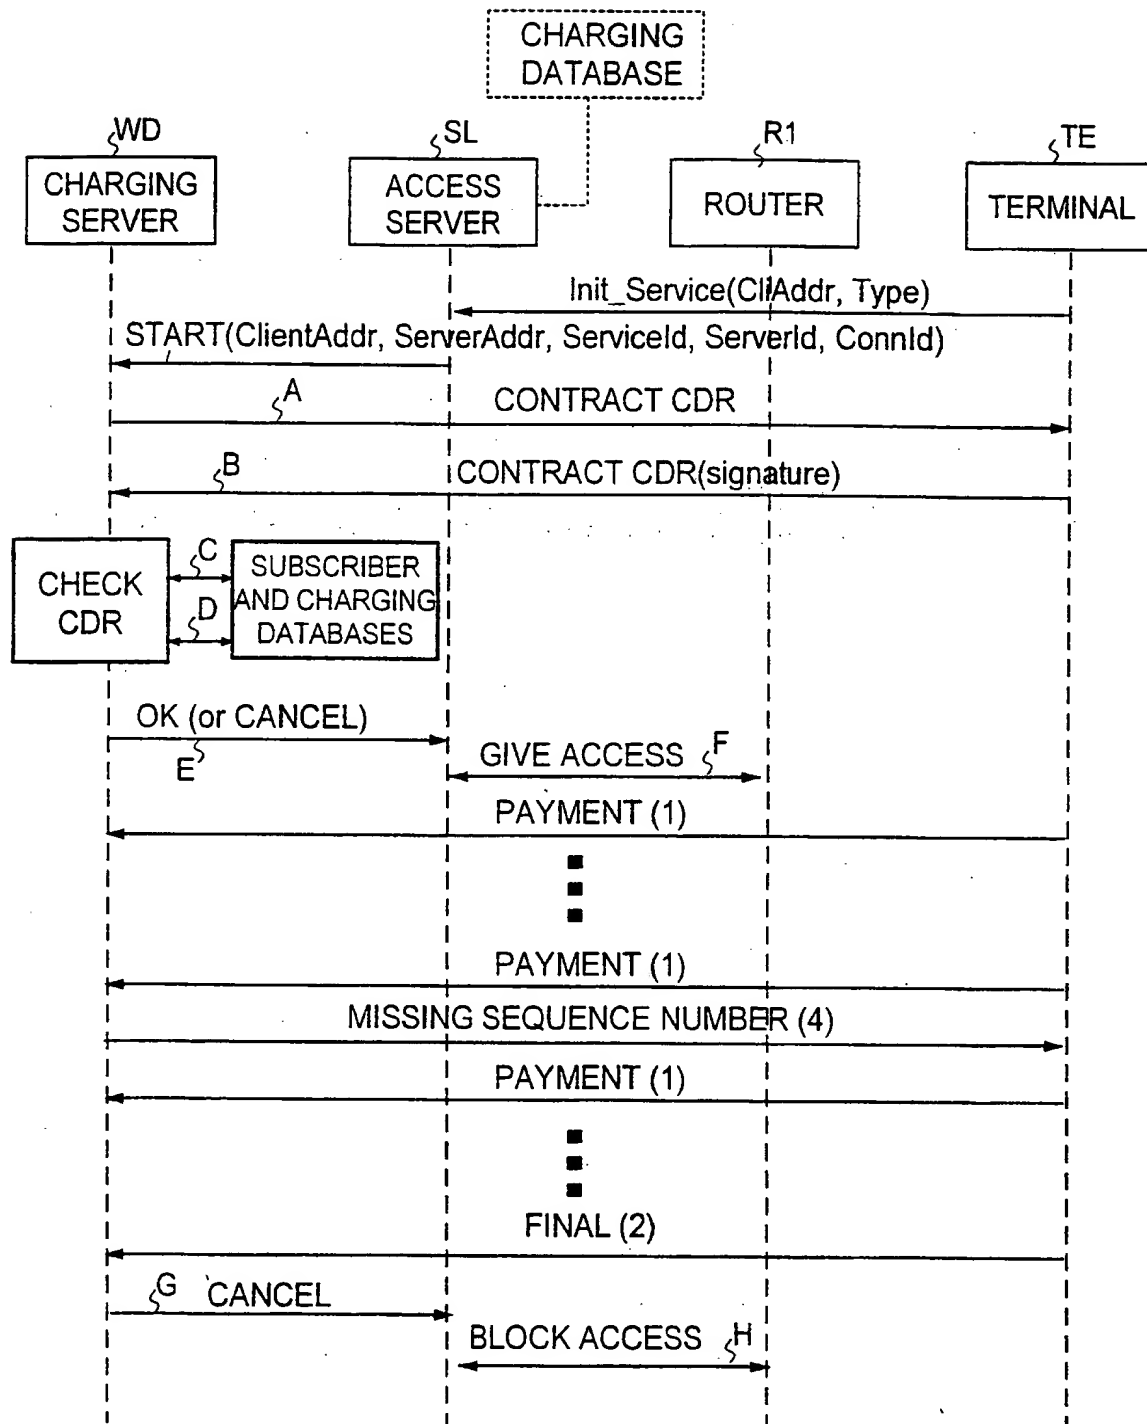 CHARGING
DATABASE
WD
SL
R1
TE
CHARGING
SERVER
ACCESS
SERVER
ROUTER
TERMINAL
Init_Service(CliAddr, Type)
START(ClientAddr, ServerAddr, ServiceId, ServerId, ConnId)
A
CONTRACT CDR
B
CONTRACT CDR(signature)
CHECK
CDR
C
D
SUBSCRIBER
AND CHARGING
DATABASES
OK (or CANCEL)
E
GIVE ACCESS
F
PAYMENT (1)
PAYMENT (1)
MISSING SEQUENCE NUMBER (4)
PAYMENT (1)
FINAL (2)
G
CANCEL
BLOCK ACCESS
H